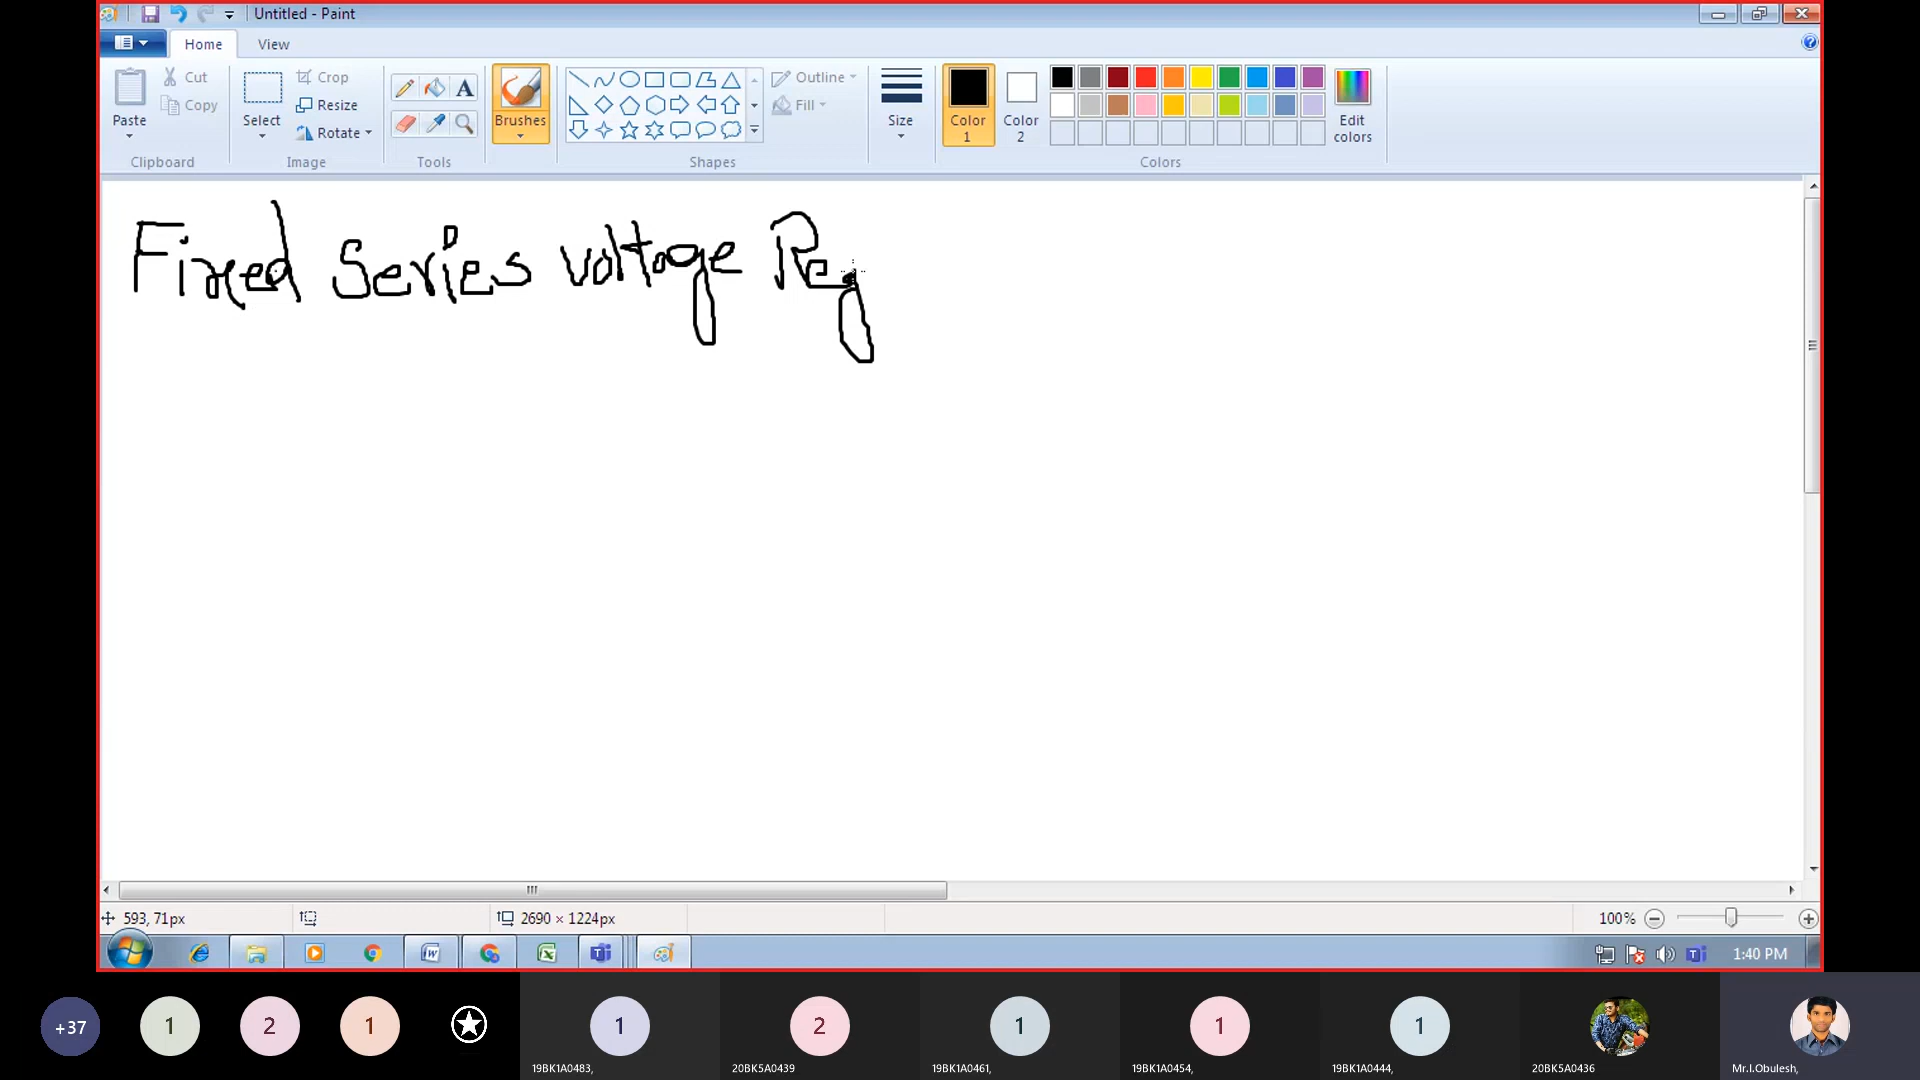 Untitled - Paint
Home View
Paste Cut Copy Clipboard
Select Crop Resize Rotate Image
Tools
Brushes
Shapes Outline Fill
Size
Color 1 Color 2 Edit colors Colors
Fixed Series voltage Reg
593, 71px 2690 × 1224px 100%
1:40 PM
+37 1 2 1 1 2 1 1 1
19BK1A0483, 20BK5A0439 19BK1A0461, 19BK1A0454, 19BK1A0444, 20BK5A0436 Mr.I.Obulesh,